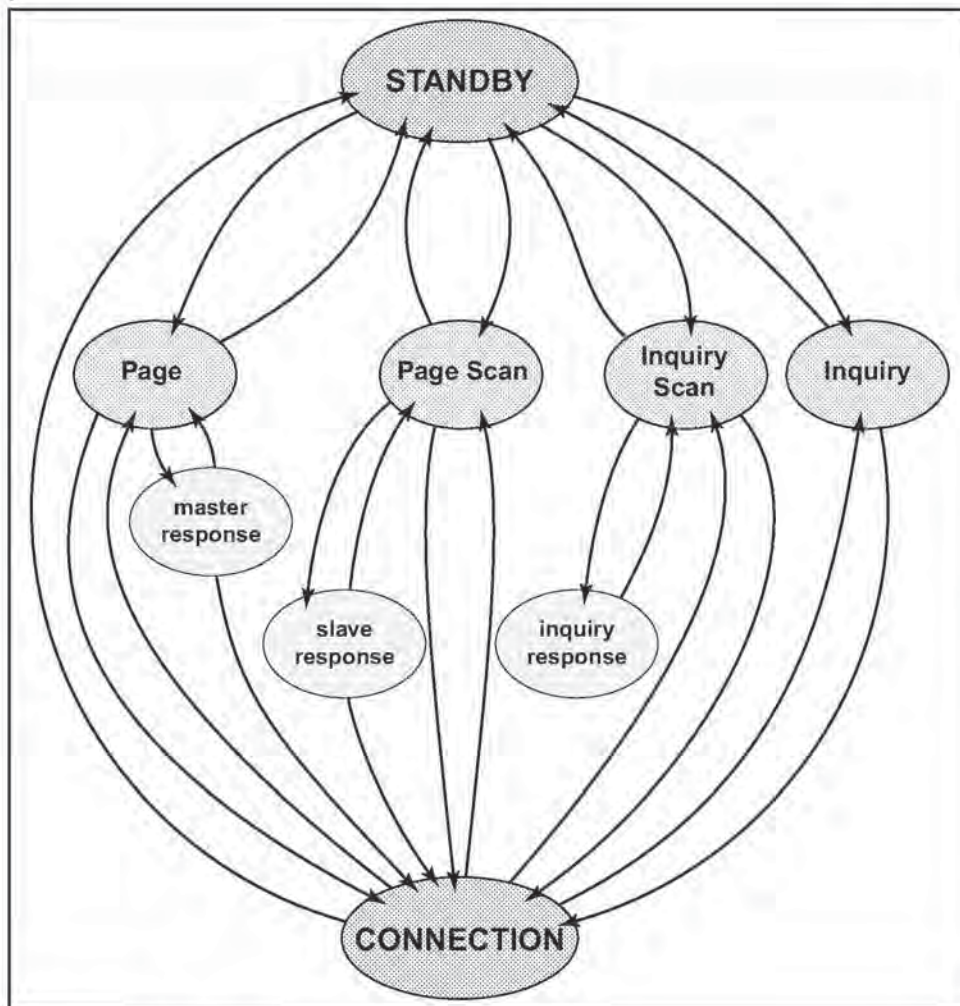 STANDBY
Page
Page Scan
Inquiry
Scan
Inquiry
master
response
slave
response
inquiry
response
CONNECTION